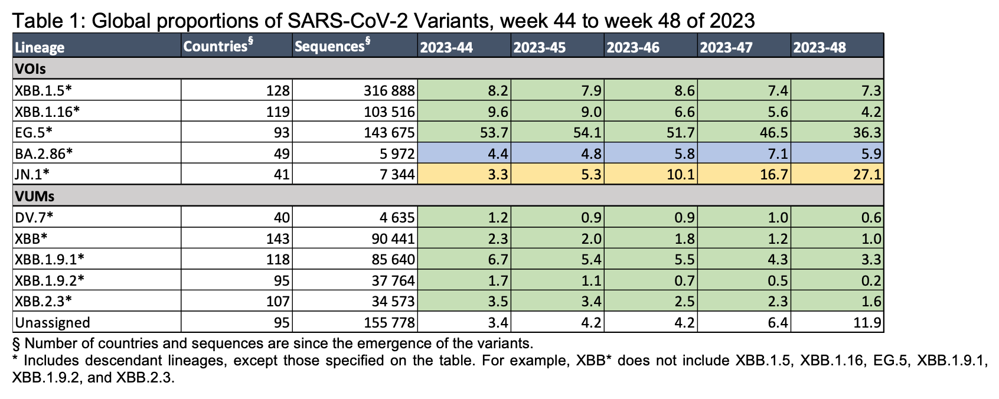 Table 1: Global proportions of SARS-CoV-2 Variants, week 44 to week 48 of 2023
Lineage Countries§ Sequences§ 2023-44 2023-45 2023-46 2023-47 2023-48
VOIs
XBB.1.5* 128 316 888 8.2 7.9 8.6 7.4 7.3
XBB.1.16* 119 103 516 9.6 9.0 6.6 5.6 4.2
EG.5* 93 143 675 53.7 54.1 51.7 46.5 36.3
BA.2.86* 49 5 972 4.4 4.8 5.8 7.1 5.9
JN.1* 41 7 344 3.3 5.3 10.1 16.7 27.1
VUMs
DV.7* 40 4 635 1.2 0.9 0.9 1.0 0.6
XBB* 143 90 441 2.3 2.0 1.8 1.2 1.0
XBB.1.9.1* 118 85 640 6.7 5.4 5.5 4.3 3.3
XBB.1.9.2* 95 37 764 1.7 1.1 0.7 0.5 0.2
XBB.2.3* 107 34 573 3.5 3.4 2.5 2.3 1.6
Unassigned 95 155 778 3.4 4.2 4.2 6.4 11.9
§ Number of countries and sequences are since the emergence of the variants.
* Includes descendant lineages, except those specified on the table. For example, XBB* does not include XBB.1.5, XBB.1.16, EG.5, XBB.1.9.1,
XBB.1.9.2, and XBB.2.3.